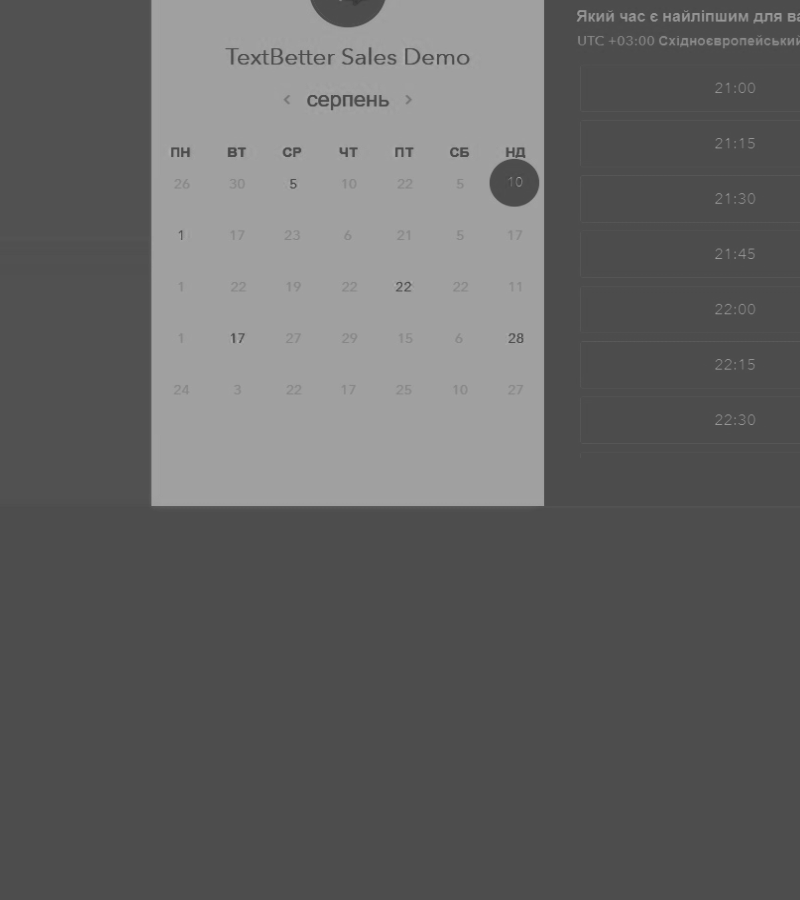 TextBetter Sales Demo
‹ серпень ›
ПН ВТ СР ЧТ ПТ СБ НД
26 30 5 10 22 5 10
1 17 23 6 21 5 17
1 22 19 22 22 22 11
1 17 27 29 15 6 28
24 3 22 17 25 10 27
Який час є найліпшим для
UTC +03:00 Східноєвропейський
21:00
21:15
21:30
21:45
22:00
22:15
22:30